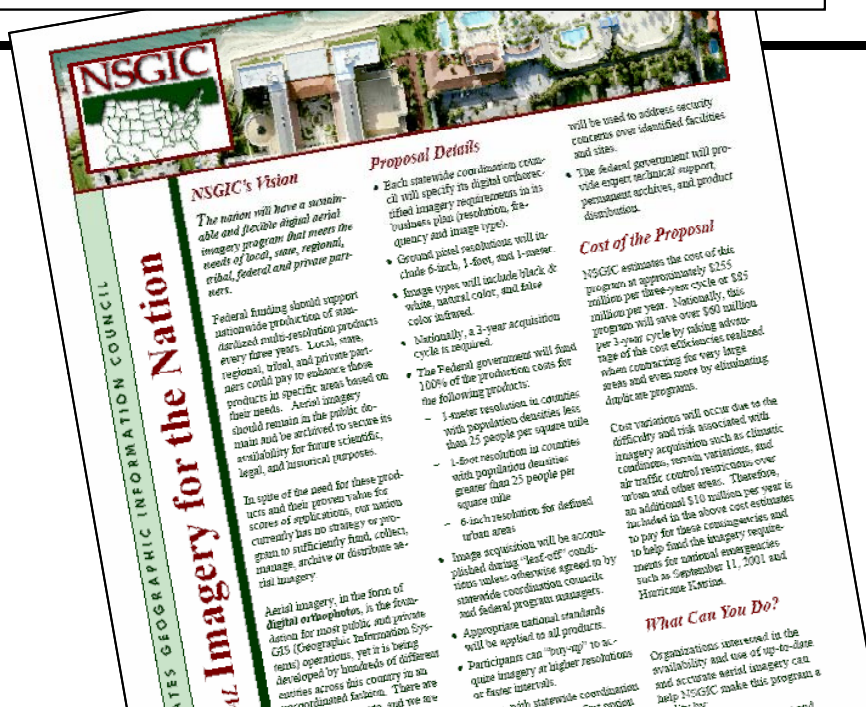 NSGIC
ATES GEOGRAPHIC INFORMATION COUNCIL
Imagery for the Nation
NSGIC's Vision
The nation will have a sustain-
able and flexible digital aerial
imagery program that meets the
needs of local, state, regional,
tribal, federal and private part-
ners.
Federal funding should support
nationwide production of stan-
dardized multi-resolution products
every three years. Local, state,
regional, tribal, and private part-
ners could pay to enhance those
products in specific areas based on
their needs. Aerial imagery
should remain in the public do-
main and be archived to secure its
availability for future scientific,
legal, and historical purposes.
In spite of the need for these prod-
ucts and their proven value for
scores of applications, our nation
currently has no strategy or pro-
gram to sufficiently fund, collect,
manage, archive or distribute ae-
rial imagery
Aerial imagery, in the form of
digital orthophotos, is the foun-
dation for most public and private
GIS (Geographic Information Sys-
tems) operations, yet it is being
developed by hundreds of different
entities across this country in an
uncoordinated fashion. There are
and we are
Proposal Details
• Each statewide coordination coun-
cil will specify its digital orthorec-
tified imagery requirements in its
business plan (resolution, fre-
quency and image type).
• Ground pixel resolutions will in-
clude 6-inch, 1-foot, and 1-meter.
• Image types will include black &
white, natural color, and false
color infrared.
• Nationally, a 3-year acquisition
cycle is required.
• The Federal government will fund
100% of the production costs for
the following products:
– 1-meter resolution in counties
with population densities less
than 25 people per square mile
– 1-foot resolution in counties
with population densities
greater than 25 people per
square mile
– 6-inch resolution for defined
urban areas
• Image acquisition will be accom-
plished during "leaf-off" condi-
tions unless otherwise agreed to by
statewide coordination councils
and federal program managers.
• Appropriate national standards
will be applied to all products.
• Participants can "buy-up" to ac-
quire imagery at higher resolutions
or faster intervals.
with statewide coordination
option
will be used to address security
concerns over identified facilities
and sites.
• The federal government will pro-
vide expert technical support,
permanent archives, and product
distribution.
Cost of the Proposal
NSGIC estimates the cost of this
program at approximately $255
million per three-year cycle or $85
million per year. Nationally, this
program will save over $60 million
per 3-year cycle by taking advan-
tage of the cost efficiencies realized
when contracting for very large
areas and even more by eliminating
duplicate programs.
Cost variations will occur due to the
difficulty and risk associated with
imagery acquisition such as climatic
conditions, terrain variations, and
air traffic control restrictions over
urban and other areas. Therefore,
an additional $10 million per year is
included in the above cost estimates
to pay for these contingencies and
to help fund the imagery require-
ments for national emergencies
such as September 11, 2001 and
Hurricane Katrina.
What Can You Do?
Organizations interested in the
availability and use of up-to-date
and accurate aerial imagery can
help NSGIC make this program a
and